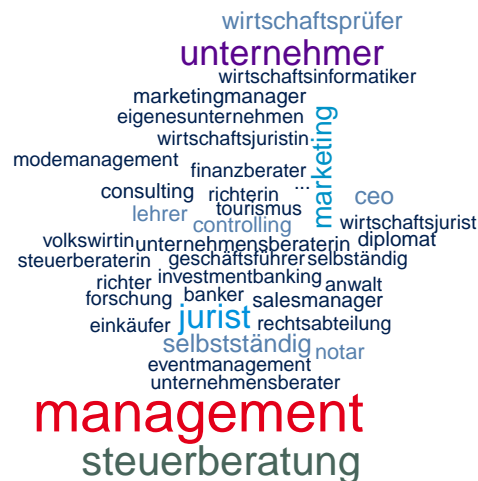 wirtschaftsprüfer
unternehmer
wirtschaftsinformatiker
marketingmanager
eigenesunternehmen
marketing
wirtschaftsjuristin
modemanagement
finanzberater
...
consulting richterin ceo
lehrer tourismus
controlling wirtschaftsjurist
volkswirtin unternehmensberaterin diplomat
steuerberaterin geschäftsführer selbständig
richter investmentbanking anwalt
forschung banker salesmanager
einkäufer jurist rechtsabteilung
selbstständig notar
eventmanagement
unternehmensberater
management
steuerberatung